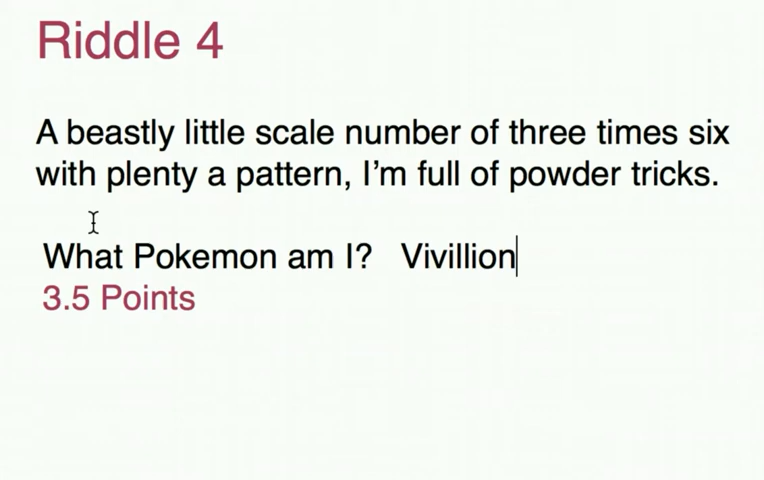 Riddle 4
A beastly little scale number of three times six
with plenty a pattern, I'm full of powder tricks.
What Pokemon am I? Vivillion
3.5 Points